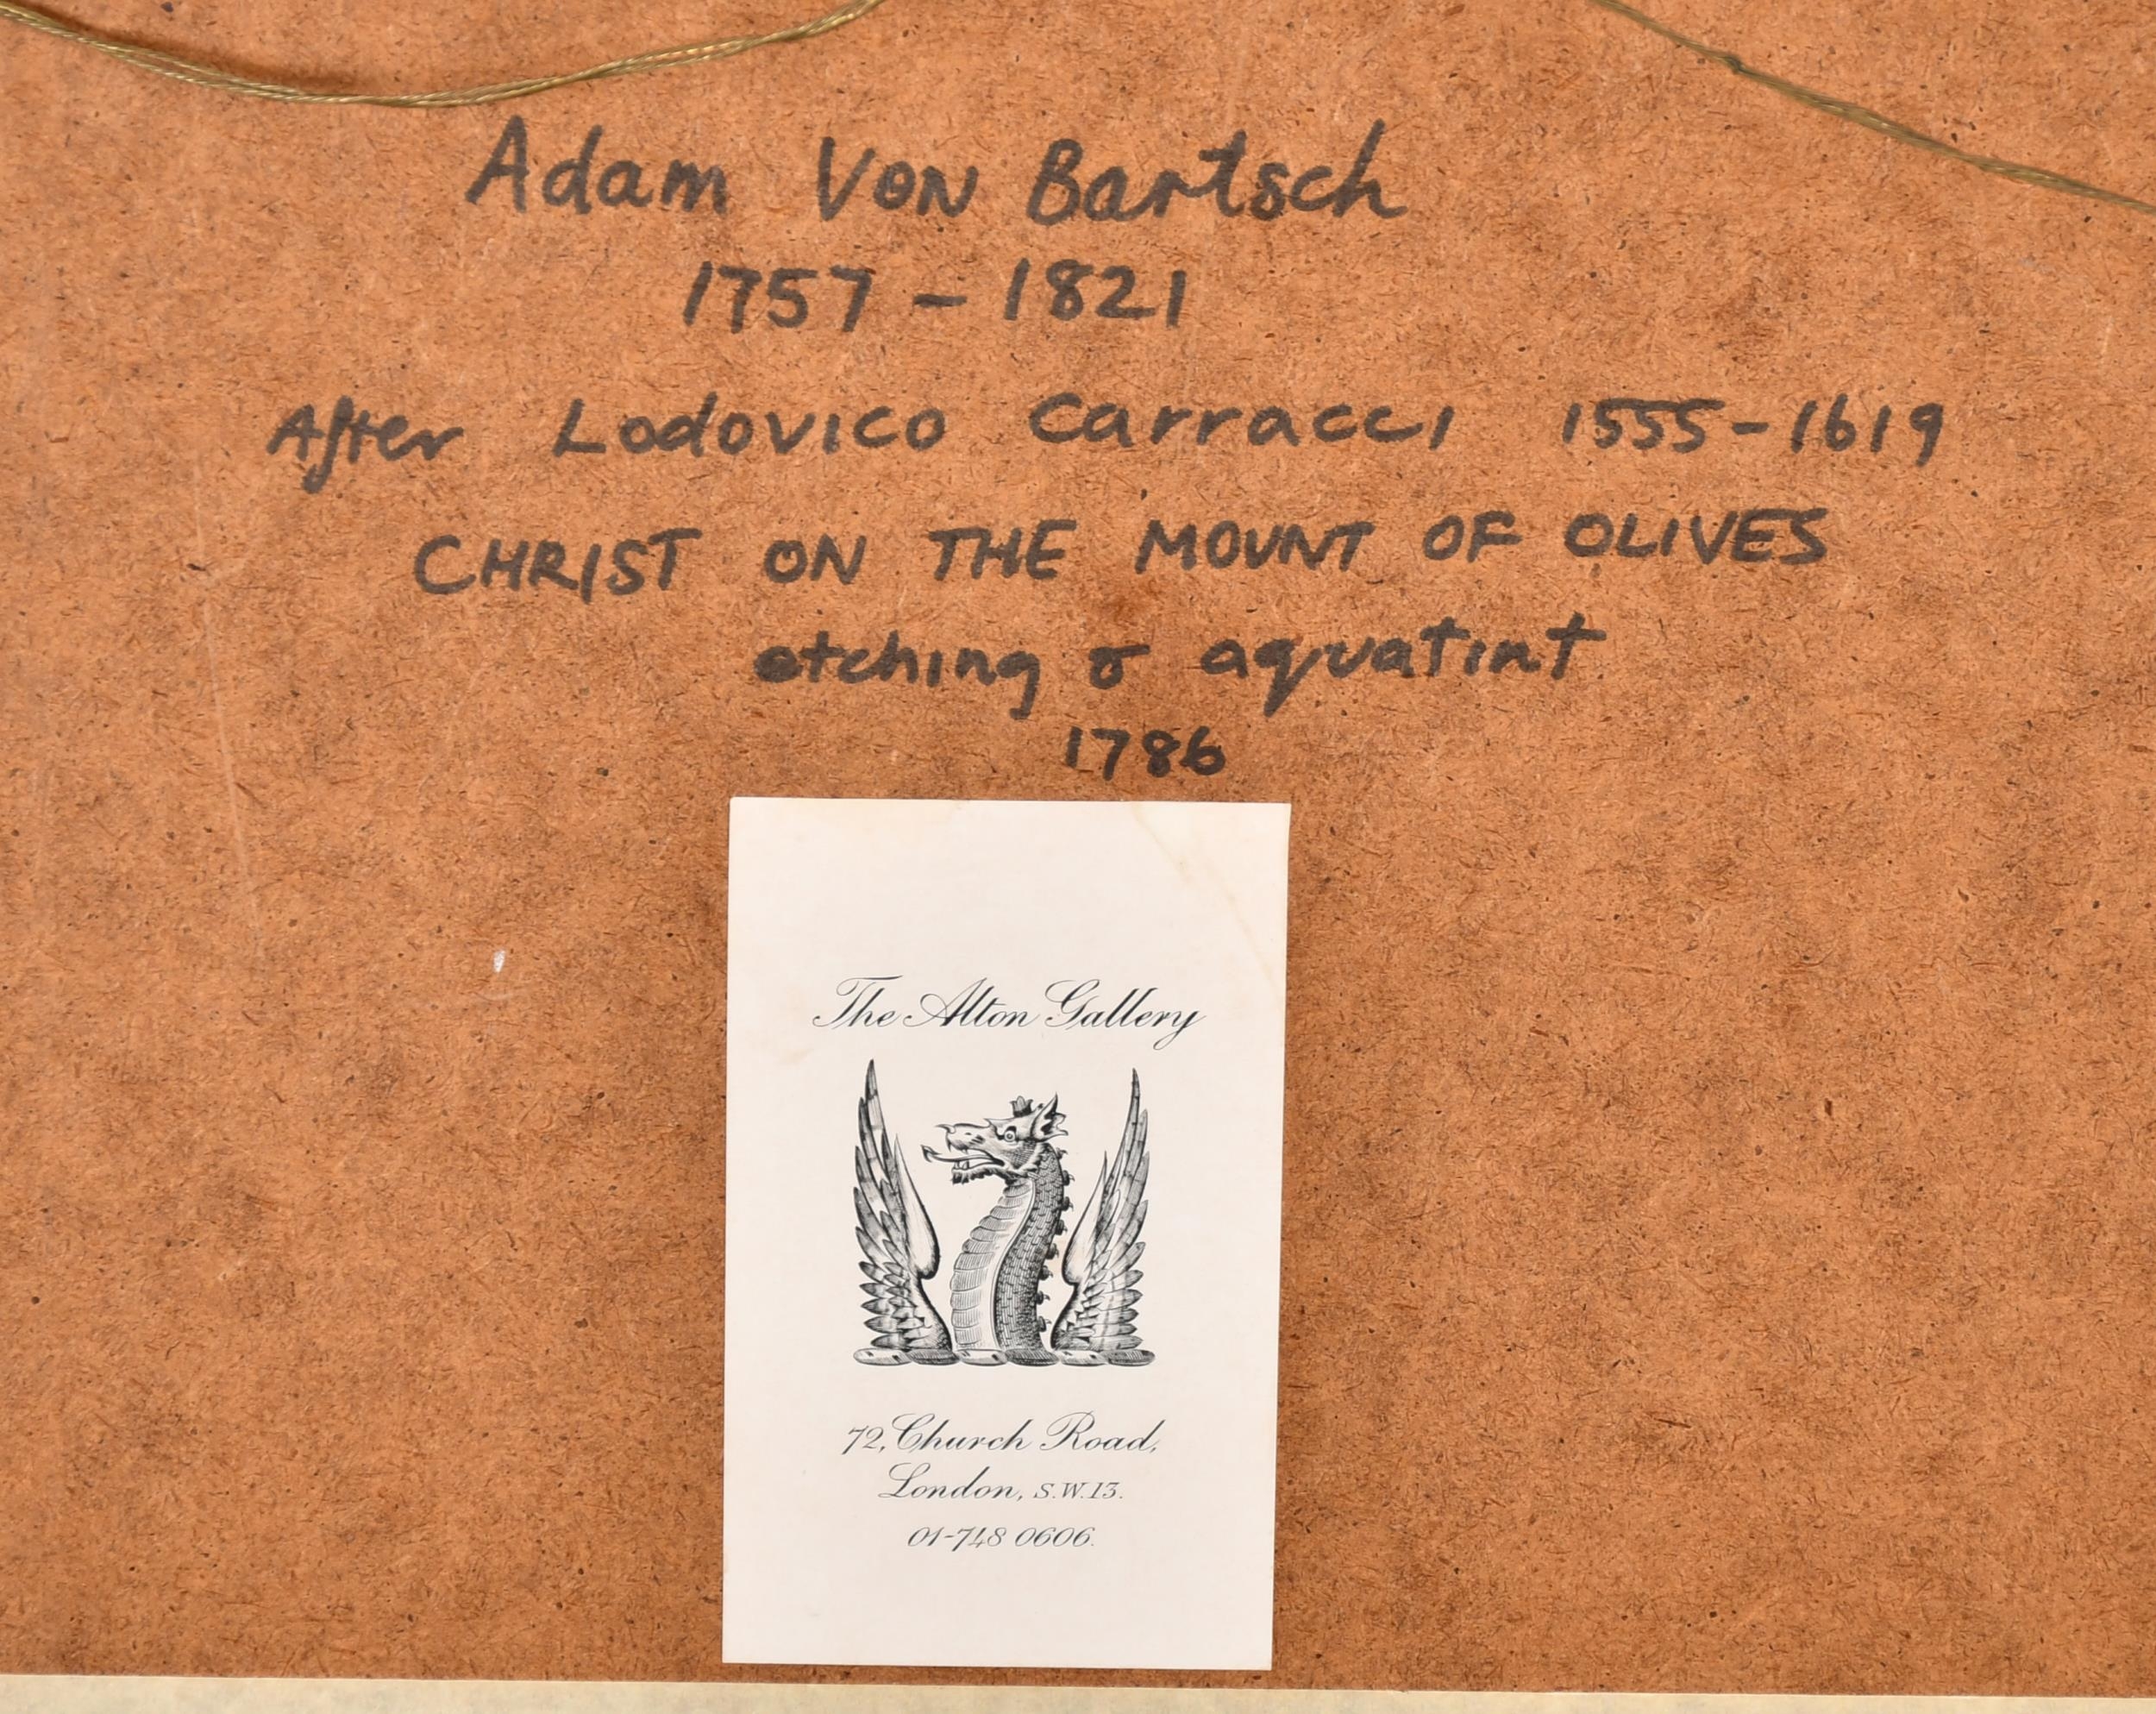 Adam Von Bartsch
1757 - 1821
After Lodovico Carracci 1555-1619
CHRIST ON THE MOUNT OF OLIVES
etching & aquatint
1786
The Alton Gallery
72, Church Road,
London, S.W.13.
01-748 0606.